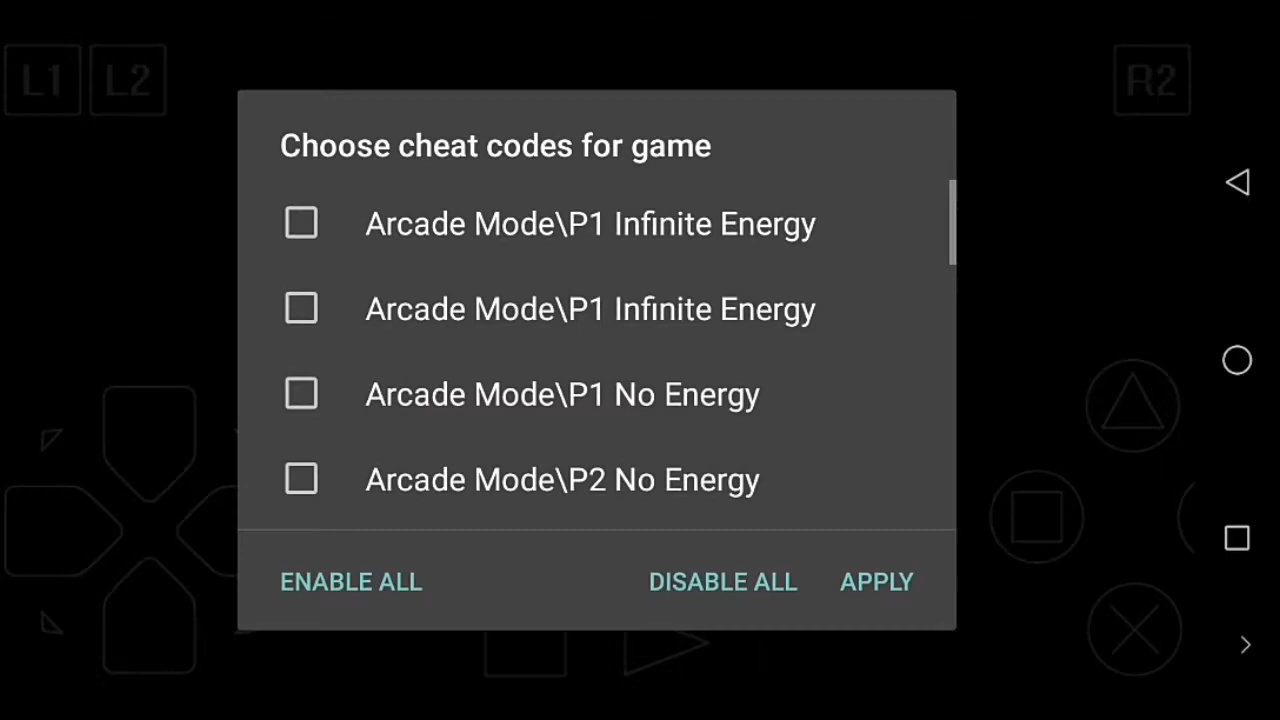 L1 L2 R2
Choose cheat codes for game
Arcade Mode\P1 Infinite Energy
Arcade Mode\P1 Infinite Energy
Arcade Mode\P1 No Energy
Arcade Mode\P2 No Energy
ENABLE ALL DISABLE ALL APPLY